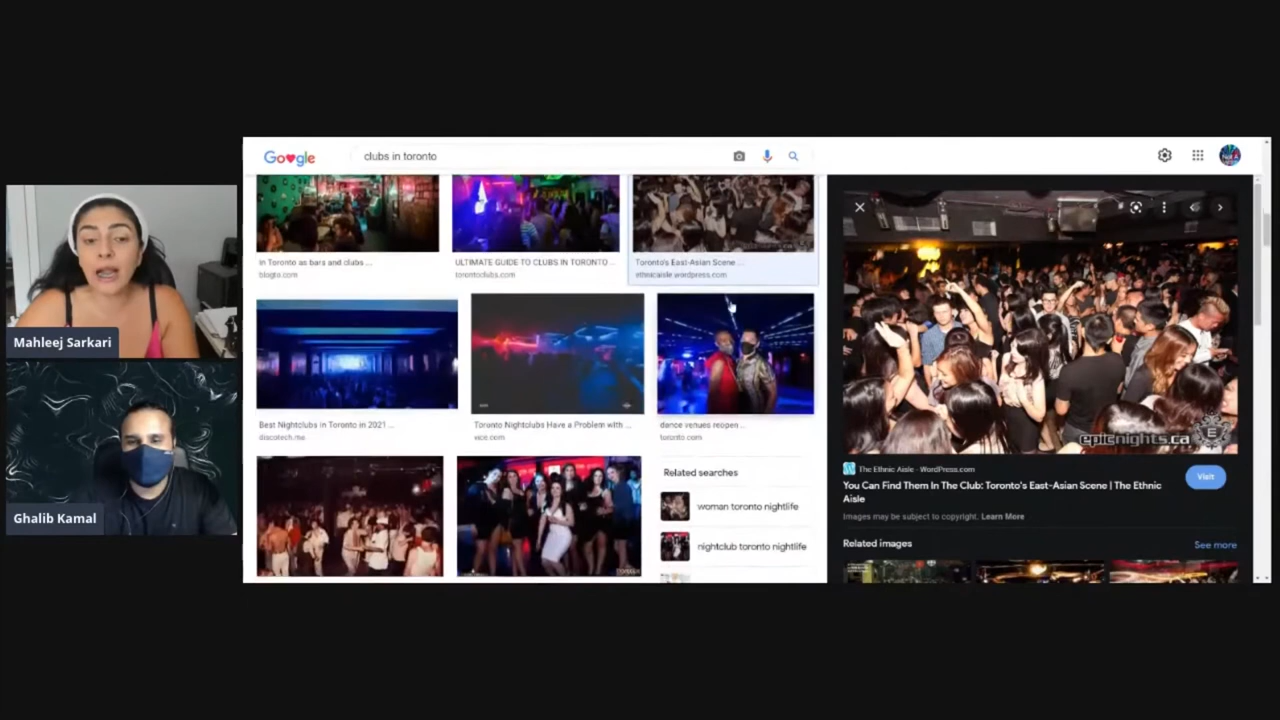 Google
clubs in toronto
in Toronto as bars and clubs ...
blogto.com
ULTIMATE GUIDE TO CLUBS IN TORONTO ...
torontoclubs.com
Toronto's East-Asian Scene ...
ethnicaisle.wordpress.com
Mahleej Sarkari
Best Nightclubs in Toronto in 2021 ...
discotech.me
Toronto Nightclubs Have a Problem with ...
vice.com
dance venues reopen ...
toronto.com
Related searches
woman toronto nightlife
nightclub toronto nightlife
Ghalib Kamal
epicnights.ca
E
The Ethnic Aisle - WordPress.com
You Can Find Them In The Club: Toronto's East-Asian Scene | The Ethnic
Aisle
Visit
Images may be subject to copyright. Learn More
Related images
See more